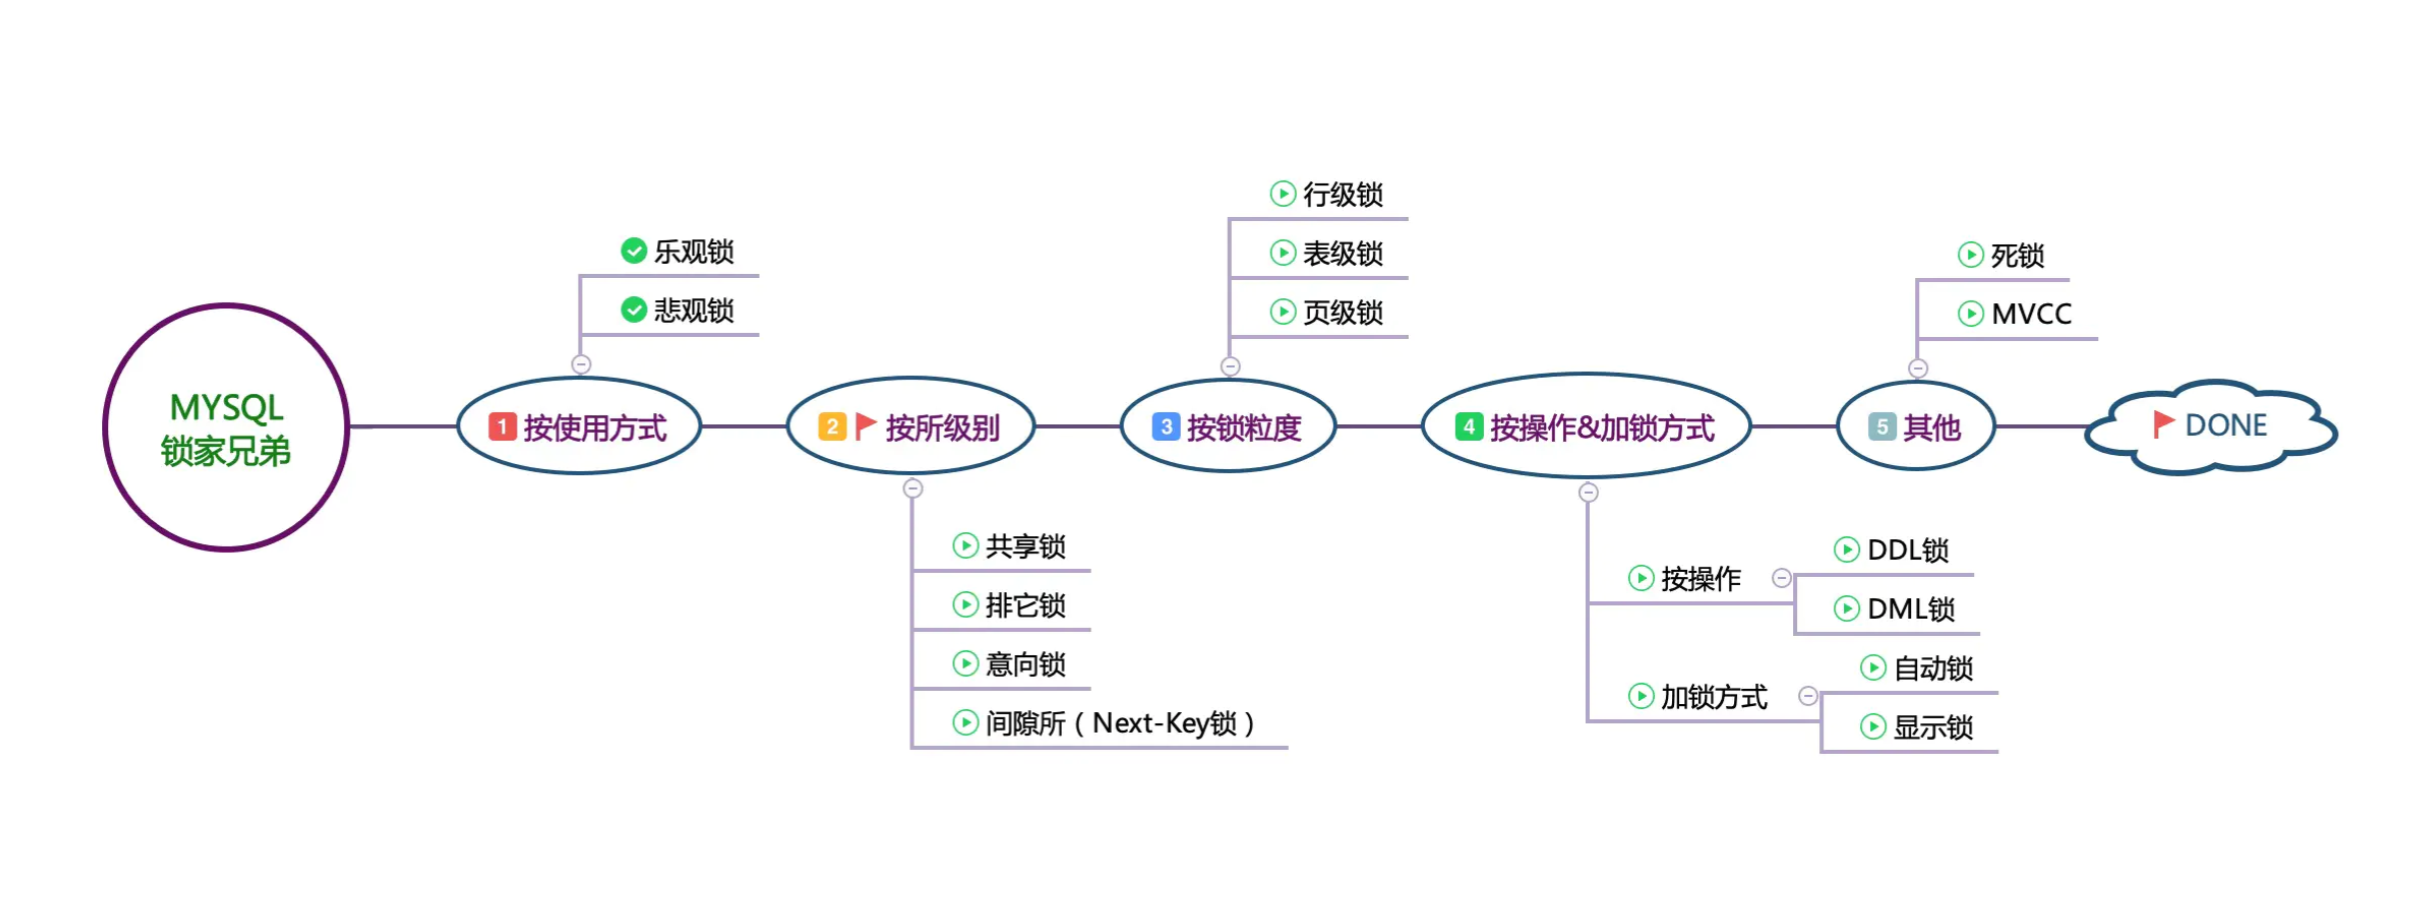 MYSQL
锁家兄弟
1 按使用方式
乐观锁
悲观锁
2 按所级别
共享锁
排它锁
意向锁
间隙所（Next-Key锁）
3 按锁粒度
行级锁
表级锁
页级锁
4 按操作&加锁方式
按操作
DDL锁
DML锁
加锁方式
自动锁
显示锁
5 其他
死锁
MVCC
DONE